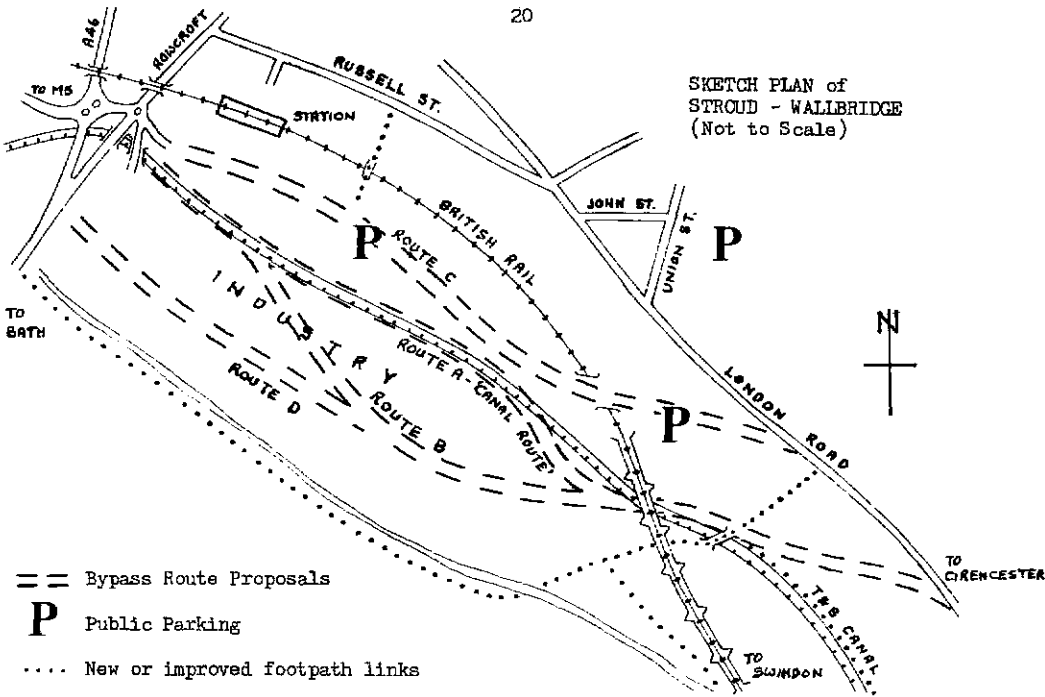 20
A46
ROWCROFT
TO M5
RUSSELL ST.
STATION
SKETCH PLAN of
STROUD - WALLBRIDGE
(Not to Scale)
JOHN ST.
UNION ST.
P
BRITISH RAIL
P
ROUTE C
N
INDUSTRY
TO
BATH
ROUTE A - CANAL ROUTE
ROUTE D
ROUTE B
P
LONDON ROAD
TO
CIRENCESTER
T&S CANAL
TO
SWINDON
Bypass Route Proposals
P Public Parking
New or improved footpath links